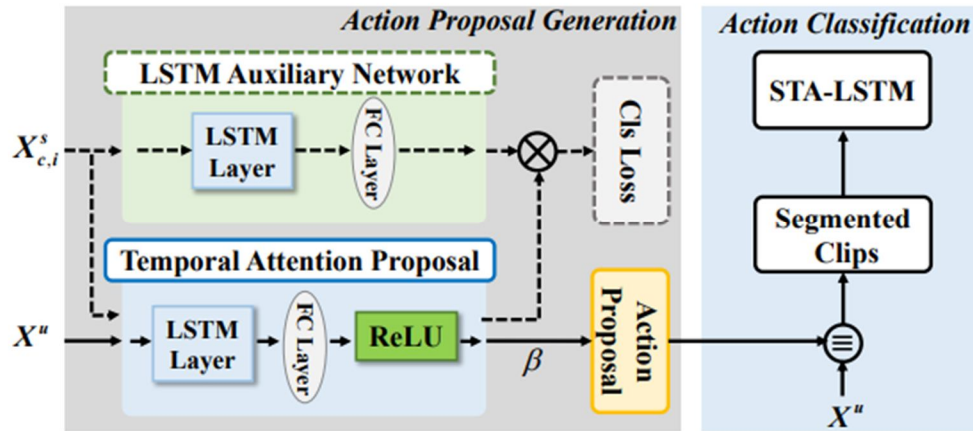 Action Proposal Generation
Action Classification
LSTM Auxiliary Network
X^s_{c,i}
LSTM
Layer
FC Layer
⊗
Cls Loss
Temporal Attention Proposal
X^u
LSTM
Layer
FC Layer
ReLU
β
Action
Proposal
STA-LSTM
Segmented
Clips
X^u